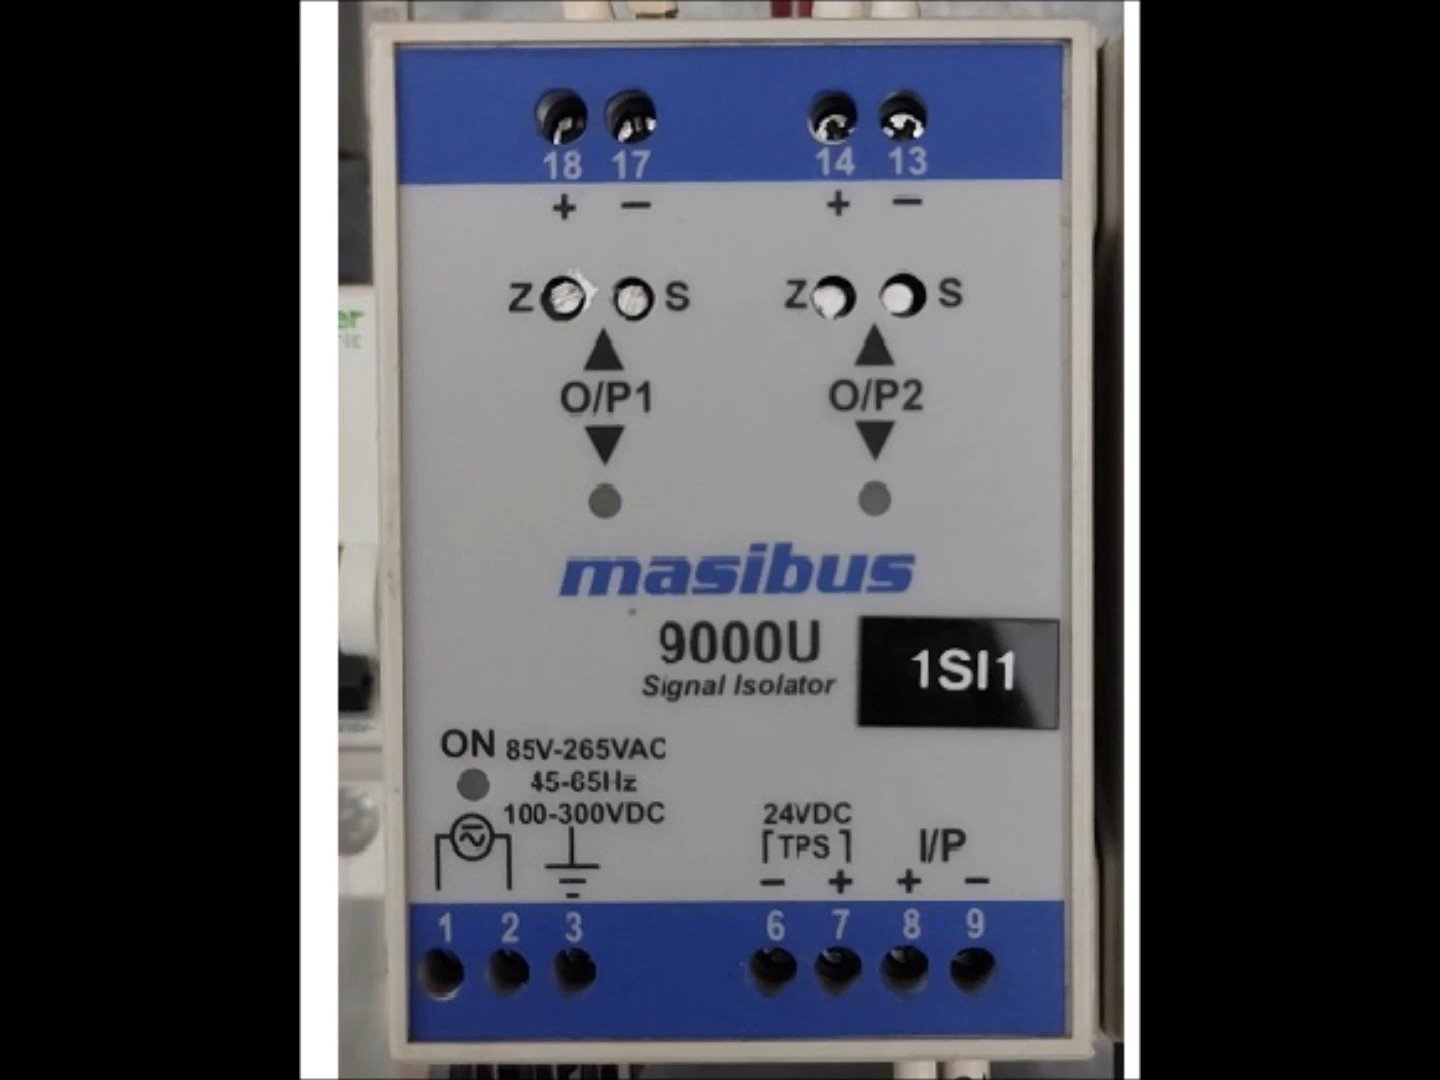 18 17 14 13
+ − + −
Z S Z S
O/P1 O/P2
masibus
9000U
Signal Isolator
1SI1
ON 85V-265VAC
45-65Hz
100-300VDC
24VDC
TPS I/P
− + + −
1 2 3 6 7 8 9